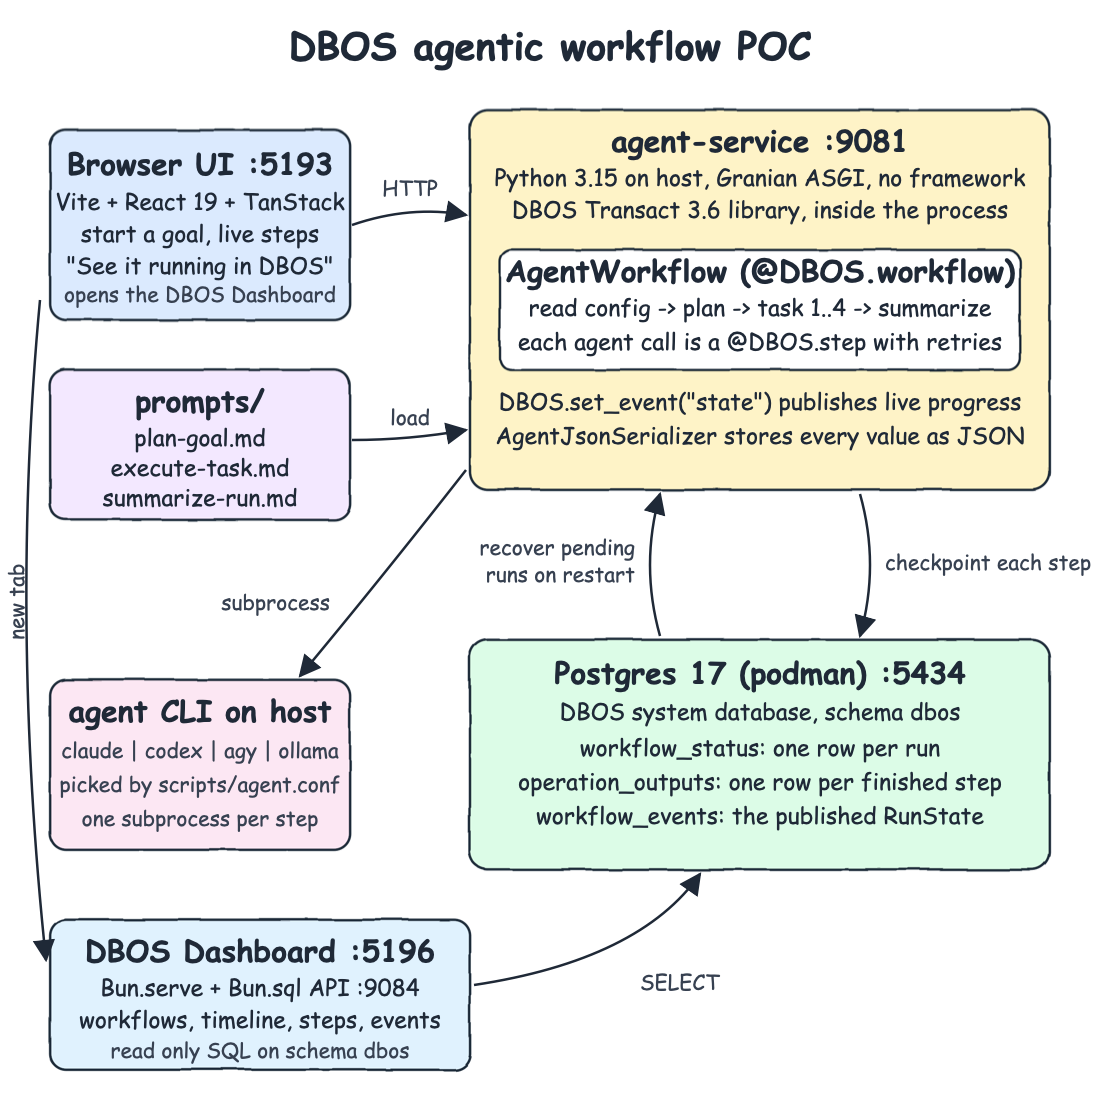 DBOS agentic workflow POC
Browser UI :5193
Vite + React 19 + TanStack
start a goal, live steps
"See it running in DBOS"
opens the DBOS Dashboard
HTTP
agent-service :9081
Python 3.15 on host, Granian ASGI, no framework
DBOS Transact 3.6 library, inside the process
AgentWorkflow (@DBOS.workflow)
read config -> plan -> task 1..4 -> summarize
each agent call is a @DBOS.step with retries
DBOS.set_event("state") publishes live progress
AgentJsonSerializer stores every value as JSON
prompts/
plan-goal.md
execute-task.md
summarize-run.md
load
new tab
subprocess
recover pending
runs on restart
checkpoint each step
agent CLI on host
claude | codex | agy | ollama
picked by scripts/agent.conf
one subprocess per step
Postgres 17 (podman) :5434
DBOS system database, schema dbos
workflow_status: one row per run
operation_outputs: one row per finished step
workflow_events: the published RunState
DBOS Dashboard :5196
Bun.serve + Bun.sql API :9084
workflows, timeline, steps, events
read only SQL on schema dbos
SELECT